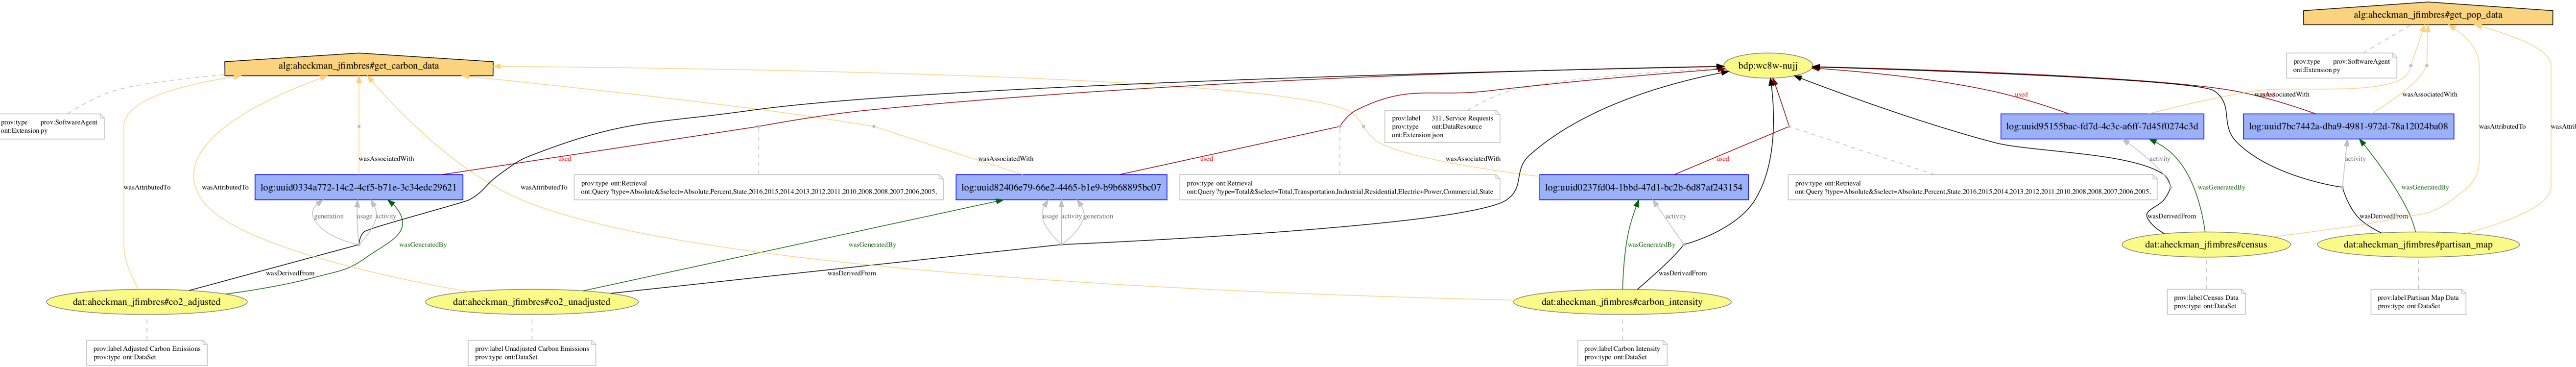 alg:aheckman_jfimbres#get_pop_data
alg:aheckman_jfimbres#get_carbon_data
bdp:wc8w-nujj
prov:type prov:SoftwareAgent
ont:Extension py
used
wasAssociatedWith
wasAssociatedWith
prov:type prov:SoftwareAgent
ont:Extension py
prov:label 311, Service Requests
prov:type ont:DataResource
ont:Extension json
log:uuid95155bac-fd7d-4c3c-a6ff-7d45f0274c3d
log:uuid7bc7442a-dba9-4981-972d-78a12024ba08
wasAttributedTo
wasAttri
wasAssociatedWith
used
wasAssociatedWith
used
wasAssociatedWith
used
activity
activity
wasAttributedTo
wasAttributedTo
log:uuid0334a772-14c2-4cf5-b71e-3c34edc29621
wasAttributedTo
prov:type ont:Retrieval
ont:Query ?type=Absolute&$select=Absolute,Percent,State,2016,2015,2014,2013,2012,2011,2010,2008,2008,2007,2006,2005,
log:uuid82406e79-66e2-4465-b1e9-b9b68895bc07
prov:type ont:Retrieval
ont:Query ?type=Total&$select=Total,Transportation,Industrial,Residential,Electric+Power,Commercial,State
log:uuid0237fd04-1bbd-47d1-bc2b-6d87af243154
prov:type ont:Retrieval
ont:Query ?type=Absolute&$select=Absolute,Percent,State,2016,2015,2014,2013,2012,2011,2010,2008,2008,2007,2006,2005,
wasGeneratedBy
wasGeneratedBy
generation
usage
activity
usage
activity
generation
activity
wasDerivedFrom
wasDerivedFrom
wasGeneratedBy
wasGeneratedBy
wasGeneratedBy
dat:aheckman_jfimbres#census
dat:aheckman_jfimbres#partisan_map
wasDerivedFrom
wasDerivedFrom
wasDerivedFrom
dat:aheckman_jfimbres#co2_adjusted
dat:aheckman_jfimbres#co2_unadjusted
dat:aheckman_jfimbres#carbon_intensity
prov:label Census Data
prov:type ont:DataSet
prov:label Partisan Map Data
prov:type ont:DataSet
prov:label Adjusted Carbon Emissions
prov:type ont:DataSet
prov:label Unadjusted Carbon Emissions
prov:type ont:DataSet
prov:label Carbon Intensity
prov:type ont:DataSet